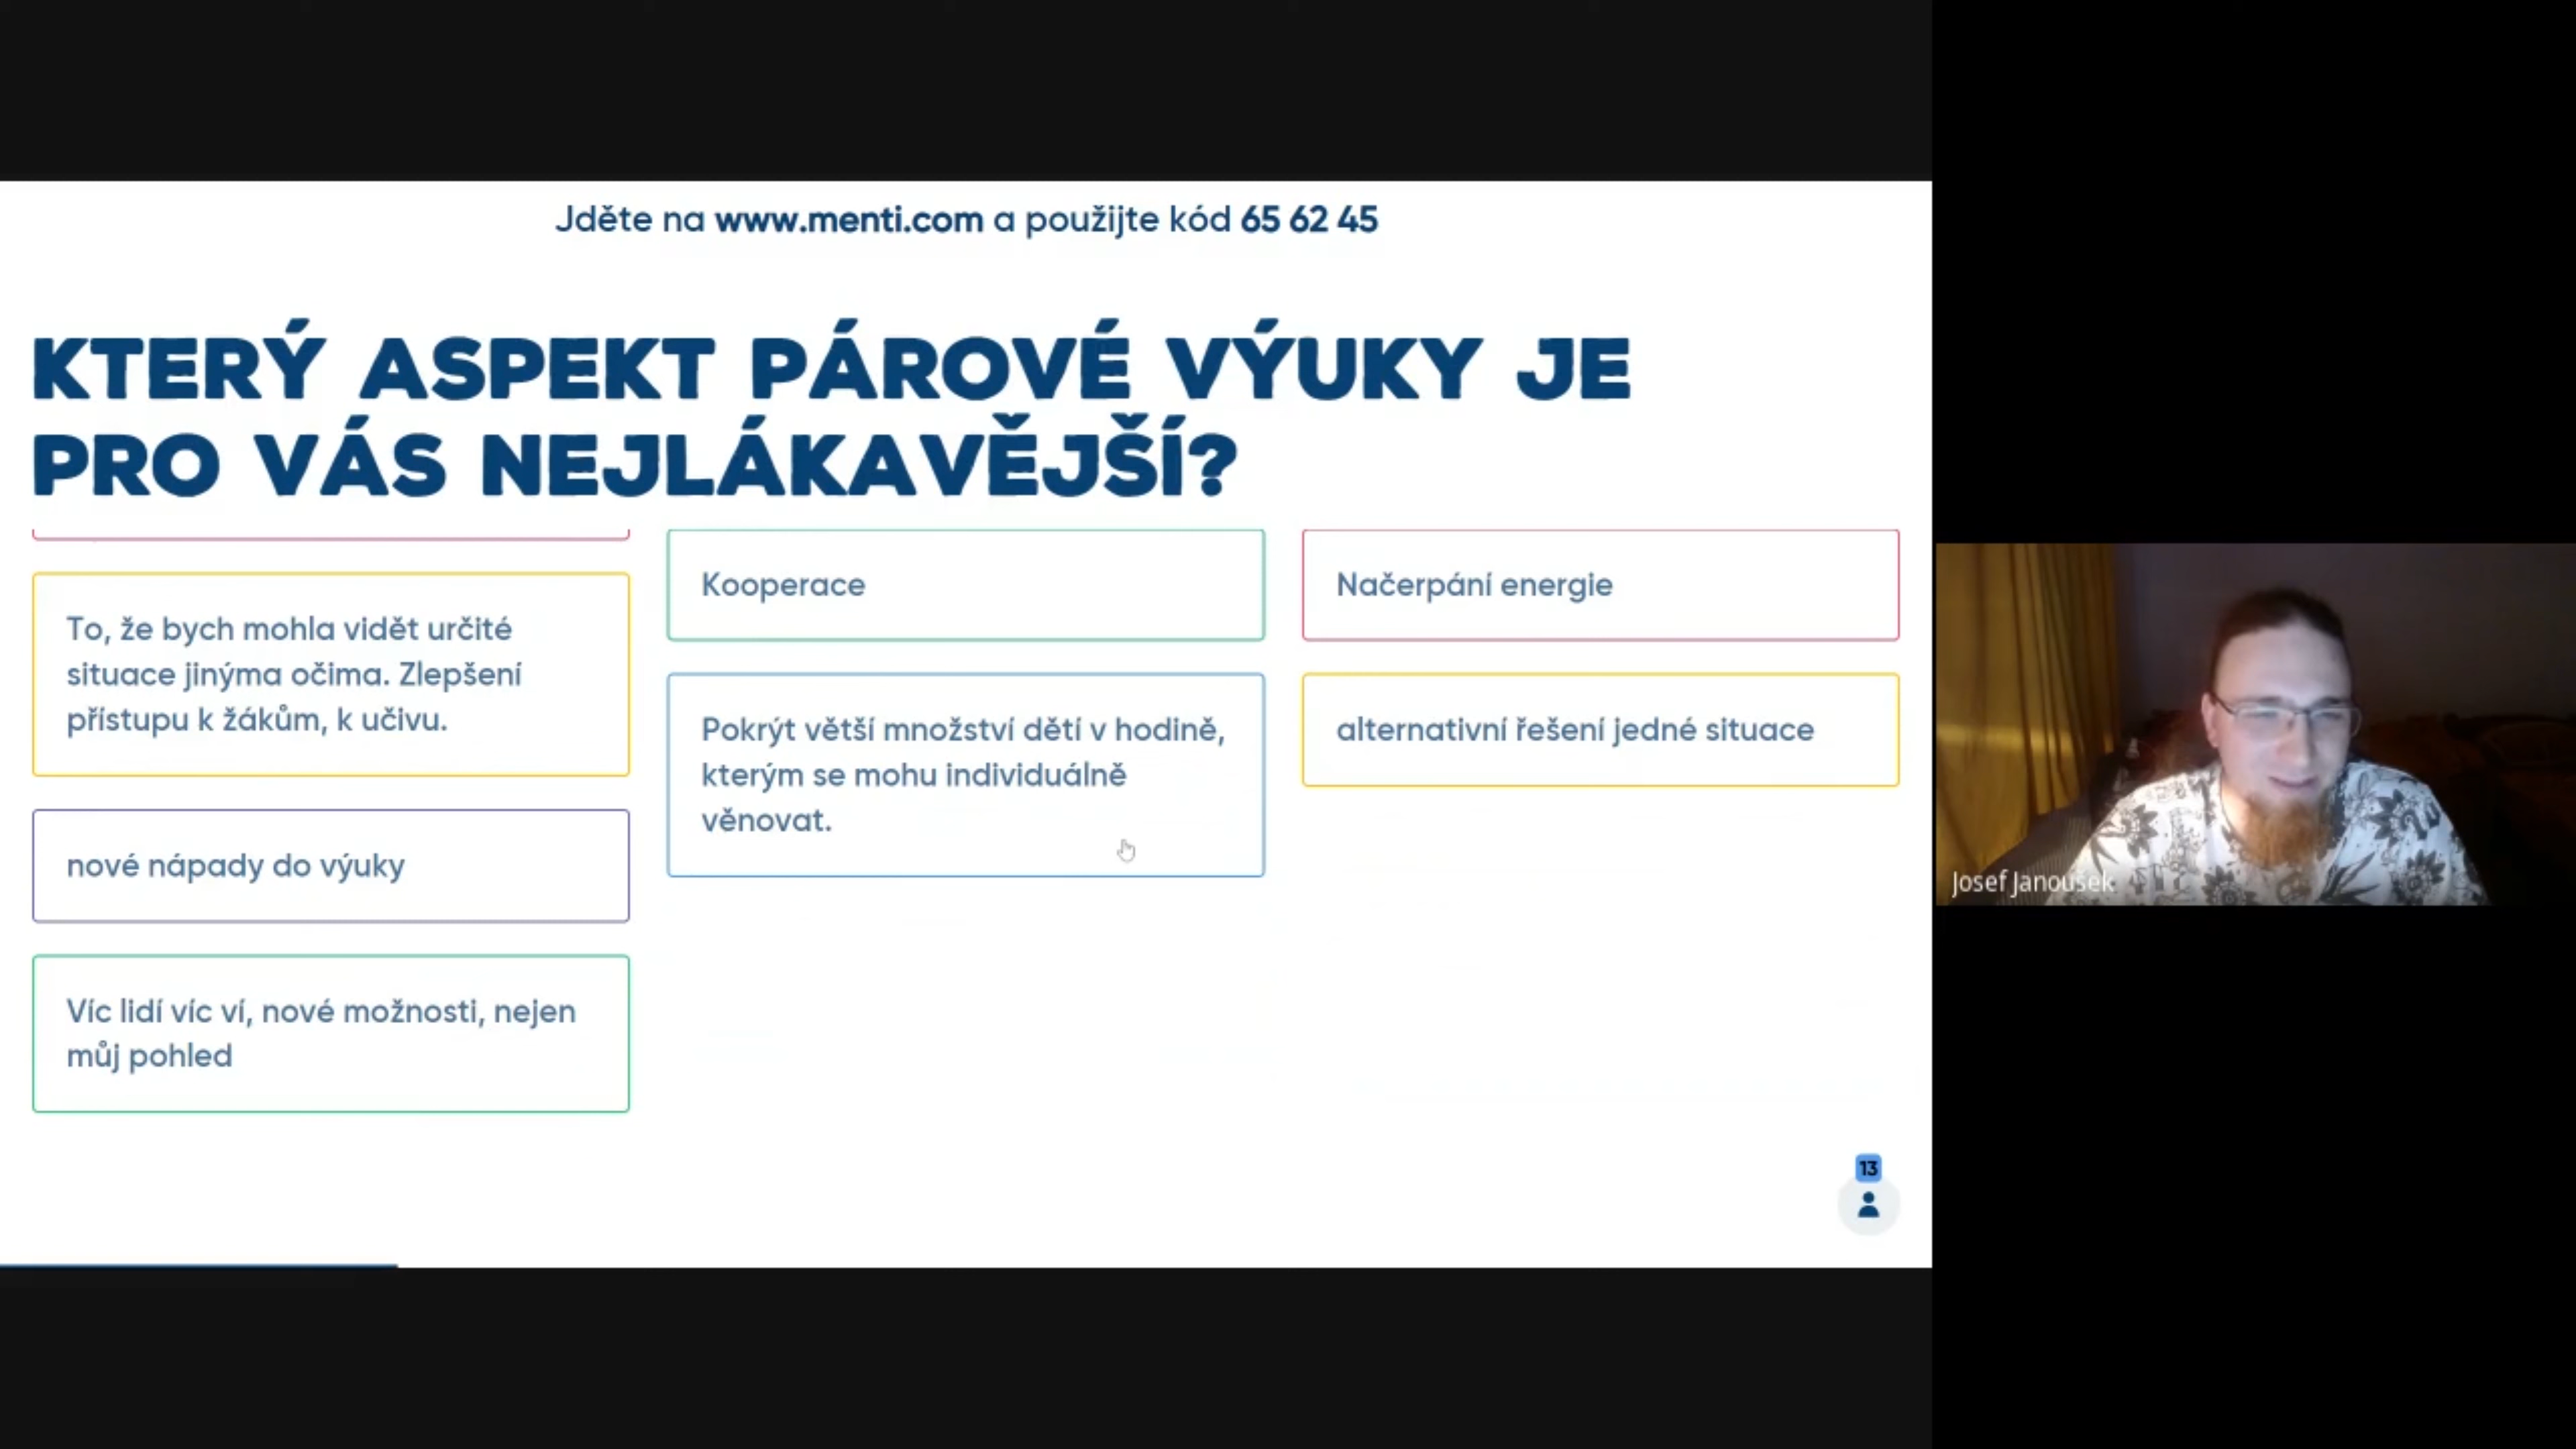 Jděte na www.menti.com a použijte kód 65 62 45
KTERÝ ASPEKT PÁROVÉ VÝUKY JE
PRO VÁS NEJLÁKAVĚJŠÍ?
To, že bych mohla vidět určité
situace jinýma očima. Zlepšení
přístupu k žákům, k učivu.
nové nápady do výuky
Víc lidí víc ví, nové možnosti, nejen
můj pohled
Kooperace
Pokrýt větší množství dětí v hodině,
kterým se mohu individuálně
věnovat.
Načerpání energie
alternativní řešení jedné situace
13
Josef Janoušek